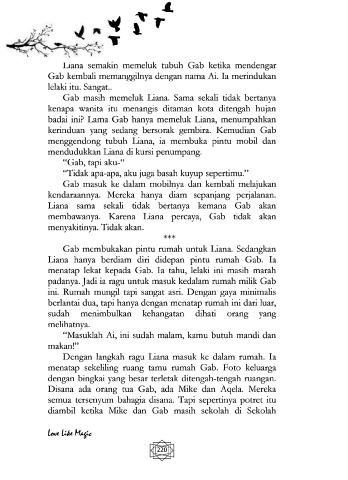 Liana semakin memeluk tubuh Gab ketika mendengar
Gab kembali memanggilnya dengan nama Ai. Ia merindukan
lelaki itu. Sangat..
Gab masih memeluk Liana. Sama sekali tidak bertanya
kenapa wanita itu menangis ditaman kota ditengah hujan
badai ini? Lama Gab hanya memeluk Liana, menumpahkan
kerinduan yang sedang bersorak gembira. Kemudian Gab
menggendong tubuh Liana, ia membuka pintu mobil dan
mendudukkan Liana di kursi penumpang.
“Gab, tapi aku-“
“Tidak apa-apa, aku juga basah kuyup sepertimu.”
Gab masuk ke dalam mobilnya dan kembali melajukan
kendaraannya. Mereka hanya diam sepanjang perjalanan.
Liana sama sekali tidak bertanya kemana Gab akan
membawanya. Karena Liana percaya, Gab tidak akan
menyakitinya. Tidak akan.
***
Gab membukakan pintu rumah untuk Liana. Sedangkan
Liana hanya berdiam diri didepan pintu rumah Gab. Ia
menatap lekat kepada Gab. Ia tahu, lelaki ini masih marah
padanya. Jadi ia ragu untuk masuk kedalam rumah milik Gab
ini. Rumah mungil tapi sangat asri. Dengan gaya minimalis
berlantai dua, tapi hanya dengan menatap rumah ini dari luar,
sudah menimbulkan kehangatan dihati orang yang
melihatnya.
“Masuklah Ai, ini sudah malam, kamu butuh mandi dan
makan!”
Dengan langkah ragu Liana masuk ke dalam rumah. Ia
menatap sekeliling ruang tamu rumah Gab. Foto keluarga
dengan bingkai yang besar terletak ditengah-tengah ruangan.
Disana ada orang tua Gab, ada Mike dan Aqela. Mereka
semua tersenyum bahagia disana. Tapi sepertinya potret itu
diambil ketika Mike dan Gab masih sekolah di Sekolah
Love Like Magic
220